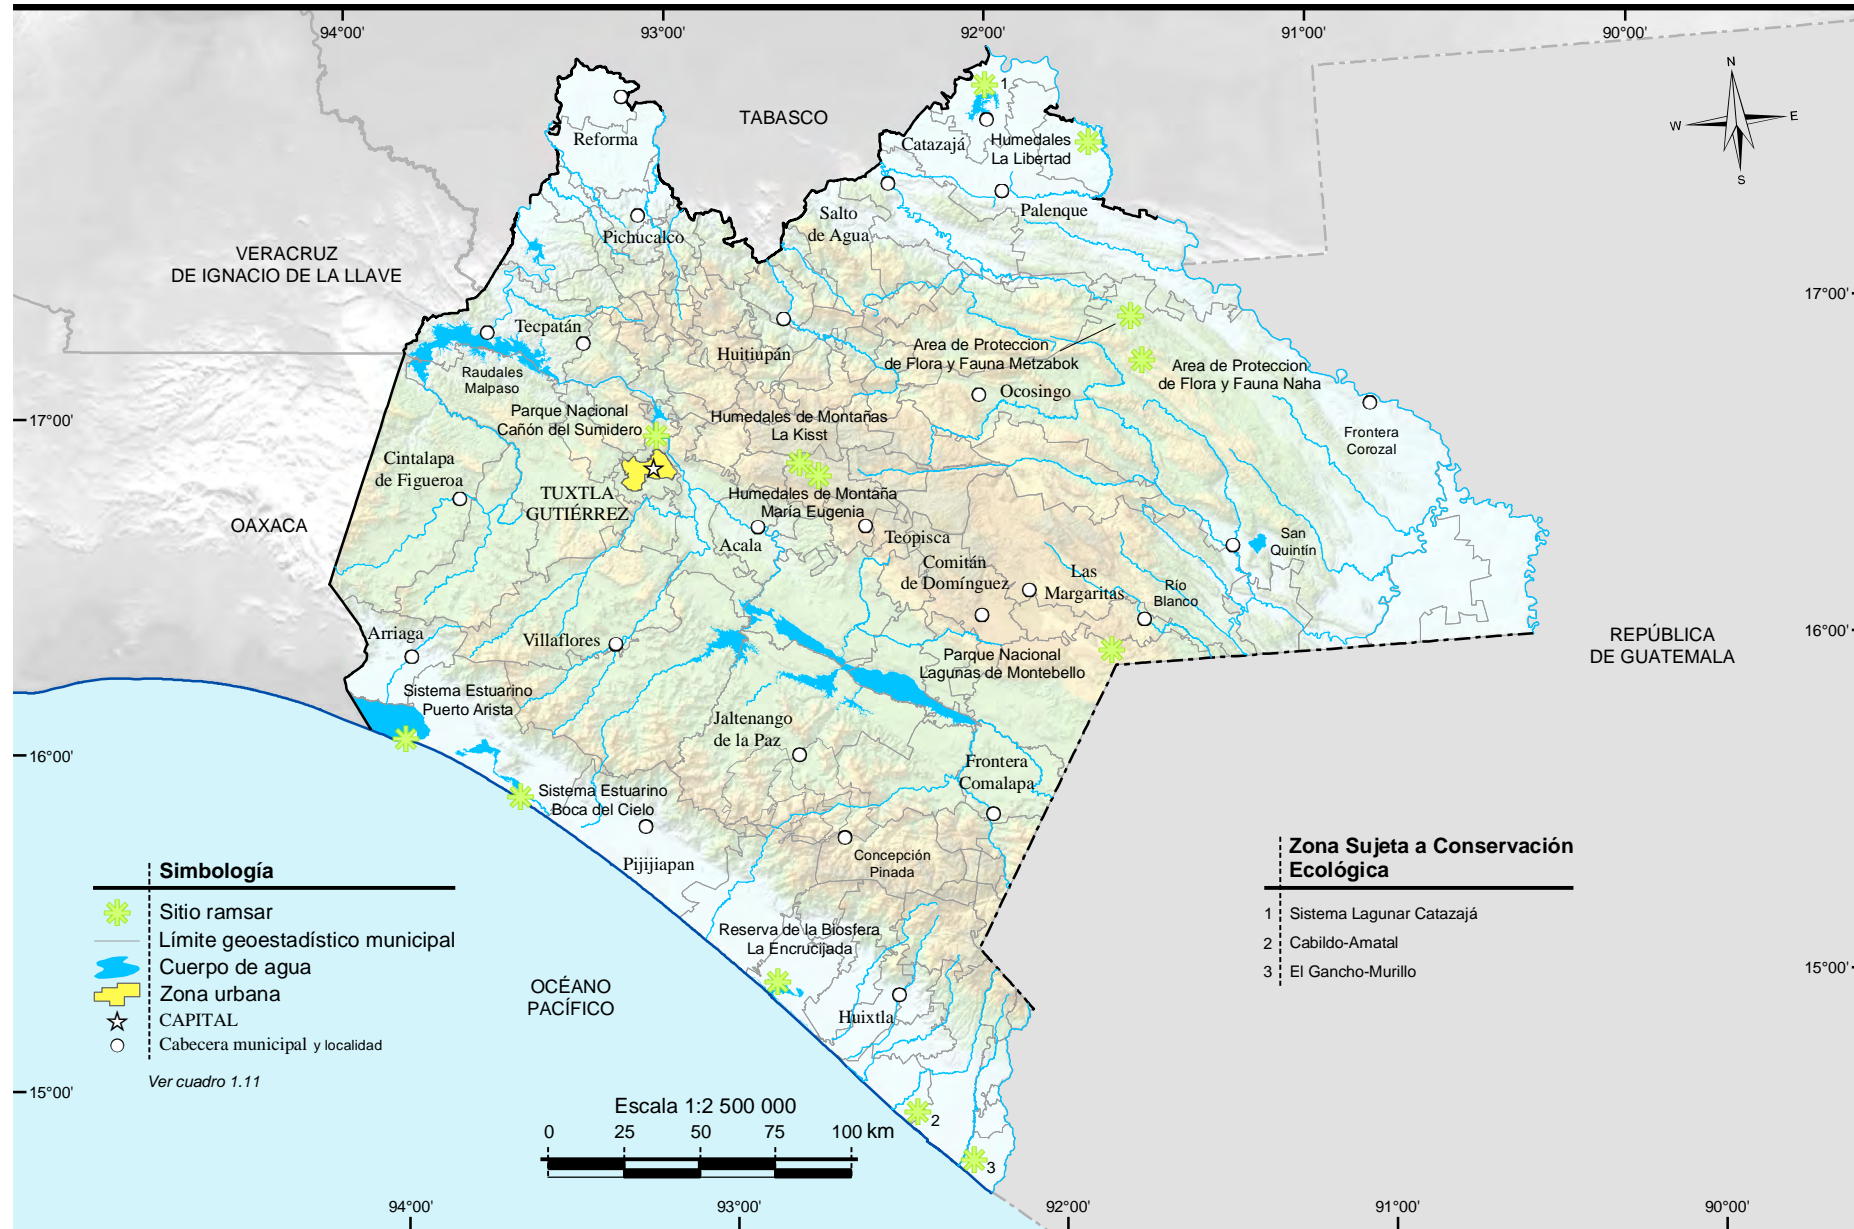 94°00'
93°00'
92°00'
91°00'
90°00'
N
W
E
S
TABASCO
1
Reforma
Catazajá
Humedales
La Libertad
Salto
de Agua
Palenque
Pichucalco
VERACRUZ
DE IGNACIO DE LA LLAVE
17°00'
17°00'
Tecpatán
Huitiupán
Area de Proteccion
de Flora y Fauna Metzabok
Area de Proteccion
de Flora y Fauna Naha
Raudales
Malpaso
Ocosingo
Parque Nacional
Cañón del Sumidero
Humedales de Montañas
La Kisst
Frontera
Corozal
Cintalapa
de Figueroa
TUXTLA
GUTIÉRREZ
Humedales de Montaña
María Eugenia
OAXACA
Acala
Teopisca
San
Quintín
Comitán
de Domínguez
Las
Margaritas
Río
Blanco
Arriaga
Villaflores
16°00'
REPÚBLICA
DE GUATEMALA
Parque Nacional
Lagunas de Montebello
Sistema Estuarino
Puerto Arista
Jaltenango
de la Paz
16°00'
Frontera
Comalapa
Sistema Estuarino
Boca del Cielo
Pijijiapan
Concepción
Pinada
Zona Sujeta a Conservación
Ecológica
1 Sistema Lagunar Catazajá
2 Cabildo-Amatal
3 El Gancho-Murillo
Simbología
Sitio ramsar
Límite geoestadístico municipal
Cuerpo de agua
Zona urbana
CAPITAL
Cabecera municipal y localidad
Ver cuadro 1.11
Reserva de la Biosfera
La Encrucijada
OCÉANO
PACÍFICO
Huixtla
15°00'
15°00'
Escala 1:2 500 000
0 25 50 75 100 km
2
3
94°00'
93°00'
92°00'
91°00'
90°00'